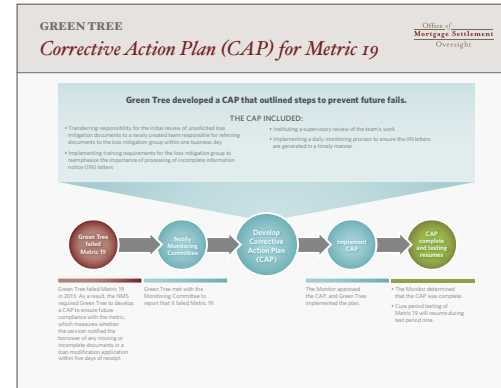 GREEN TREE
Corrective Action Plan (CAP) for Metric 19
Office of
Mortgage Settlement
Oversight
Green Tree developed a CAP that outlined steps to prevent future fails.
THE CAP INCLUDED:
• Transferring responsibility for the initial review of unsolicited loss
mitigation documents to a newly created team responsible for referring
documents to the loss mitigation group within one business day
• Implementing training requirements for the loss mitigation group to
reemphasize the importance of processing of incomplete information
notice (IIN) letters
• Instituting a supervisory review of the team's work
• Implementing a daily monitoring process to ensure the IIN letters
are generated in a timely manner
Green Tree
failed
Metric 19
Notify
Monitoring
Committee
Develop
Corrective
Action Plan
(CAP)
Implement
CAP
CAP
complete
and testing
resumes
Green Tree failed Metric 19
in 2013. As a result, the NMS
required Green Tree to develop
a CAP to ensure future
compliance with the metric,
which measures whether
the servicer notified the
borrower of any missing or
incomplete documents in a
loan modification application
within five days of receipt.
Green Tree met with the
Monitoring Committee to
report that it failed Metric 19.
The Monitor approved
the CAP, and Green Tree
implemented the plan.
• The Monitor determined
that the CAP was complete.
• Cure period testing of
Metric 19 will resume during
test period nine.